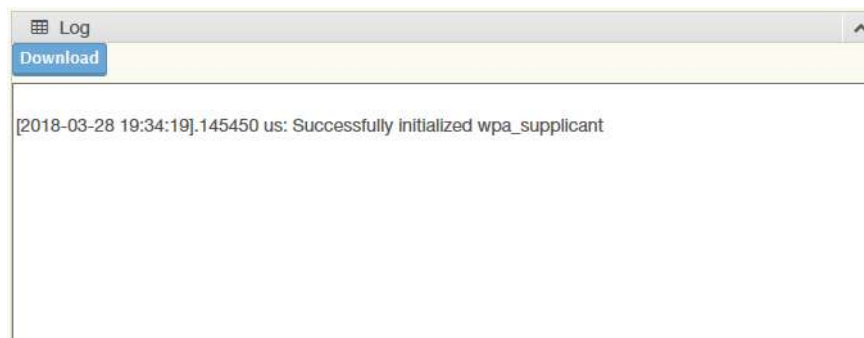 Log
Download
[2018-03-28 19:34:19].145450 us: Successfully initialized wpa_supplicant